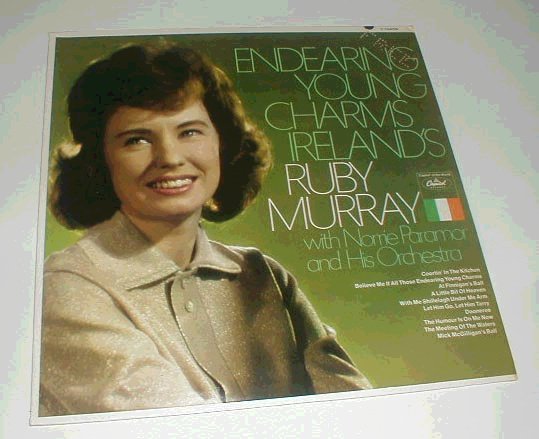 ENDEARING
YOUNG
CHARMS
IRELAND'S
RUBY
MURRAY
with Norrie Paramor
and His Orchestra
Capitol
Courtin' In The Kitchen
Believe Me If All Those Endearing Young Charms
At Finnigan's Ball
A Little Bit Of Heaven
With Me Shillelagh Under Me Arm
Let Him Go, Let Him Tarry
Dooneree
The Humour Is On Me Now
The Meeting Of The Waters
Mick McGilligan's Ball